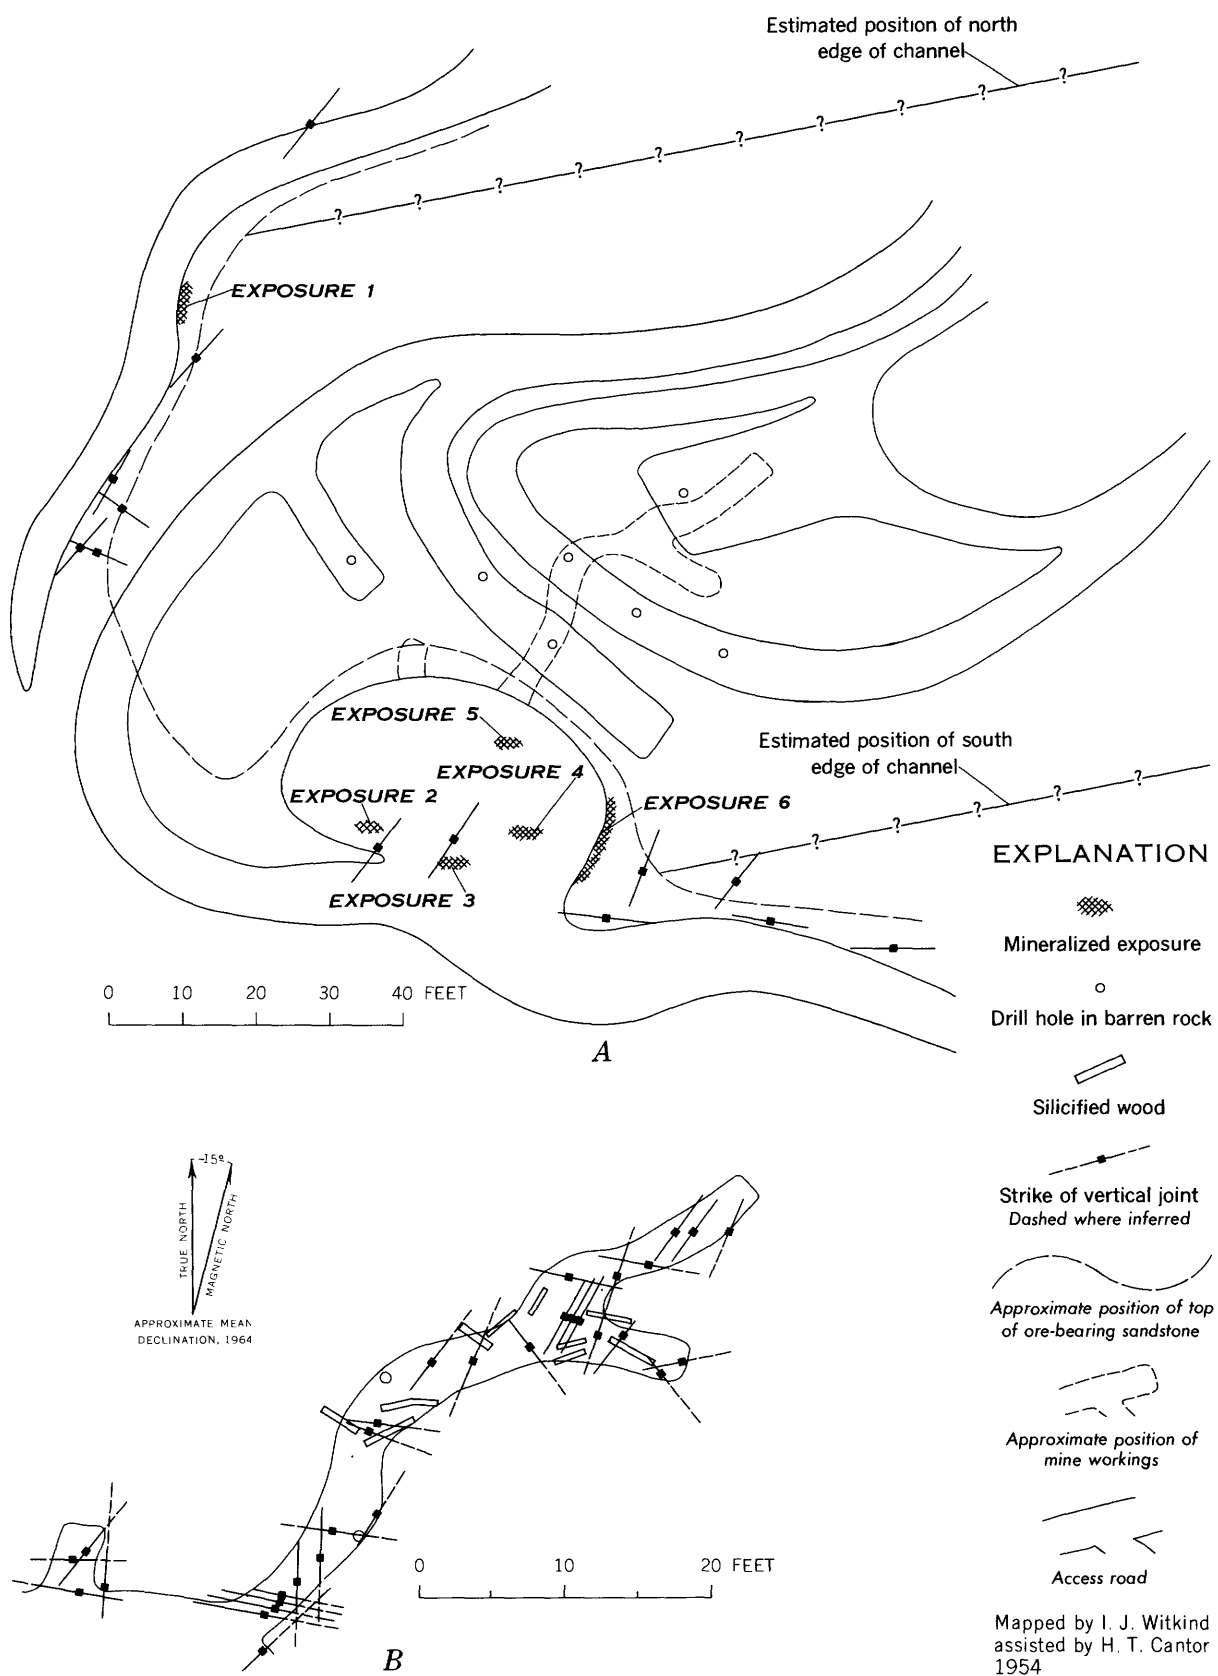 Estimated position of north
edge of channel
? ? ? ? ? ? ? ? ? ?
EXPOSURE 1
EXPOSURE 5
EXPOSURE 4
EXPOSURE 2
EXPOSURE 3
EXPOSURE 6
Estimated position of south
edge of channel
? ? ? ? ? ?
0 10 20 30 40 FEET
A
EXPLANATION
Mineralized exposure
Drill hole in barren rock
Silicified wood
Strike of vertical joint
Dashed where inferred
Approximate position of top
of ore-bearing sandstone
Approximate position of
mine workings
Access road
15°
TRUE NORTH
MAGNETIC NORTH
APPROXIMATE MEAN
DECLINATION, 1964
0 10 20 FEET
B
Mapped by I. J. Witkind
assisted by H. T. Cantor
1954